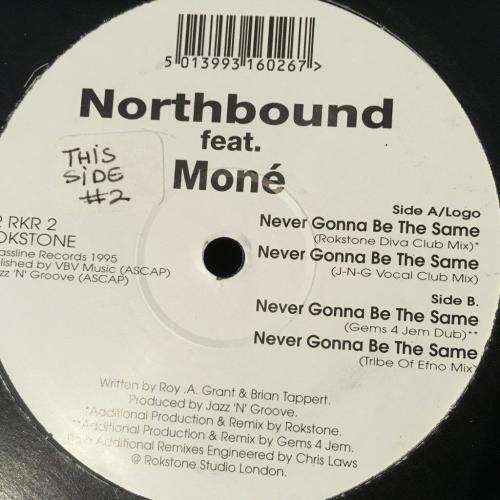 5 013993 160267 >
Northbound
feat.
Moné
THIS
SiDE
#2
RKR 2
OKSTONE
assline Records 1995
lished by VBV Music (ASCAP)
zz 'N' Groove (ASCAP)
Side A/Logo
Never Gonna Be The Same
(Rokstone Diva Club Mix)*
Never Gonna Be The Same
(J-N-G Vocal Club Mix)
Side B.
Never Gonna Be The Same
(Gems 4 Jem Dub)**
Never Gonna Be The Same
(Tribe Of Efno Mix)
Written by Roy .A. Grant & Brian Tappert.
Produced by Jazz 'N' Groove.
*Additional Production & Remix by Rokstone.
**Additional Production & Remix by Gems 4 Jem.
Additional Remixes Engineered by Chris Laws
@ Rokstone Studio London.